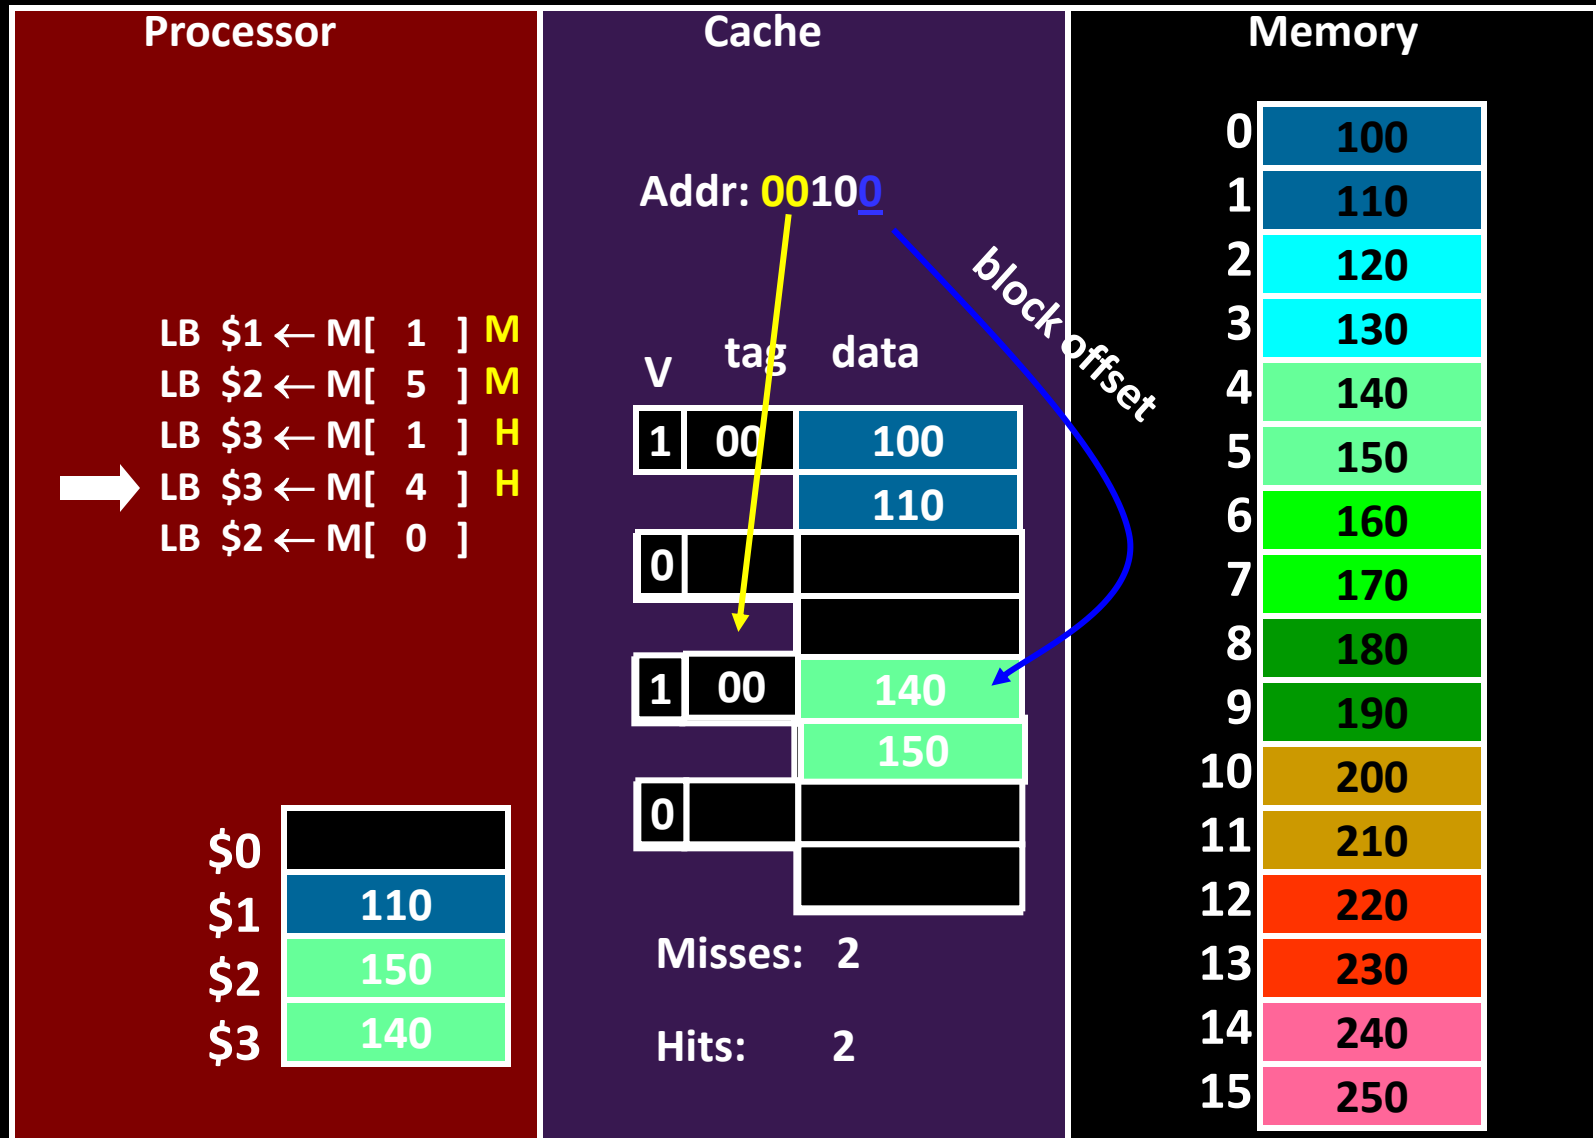 Processor
LB $1 ← M[ 1 ] M
LB $2 ← M[ 5 ] M
LB $3 ← M[ 1 ] H
LB $3 ← M[ 4 ] H
LB $2 ← M[ 0 ]
$0
$1 110
$2 150
$3 140
Cache
Addr: 00100
block offset
V tag data
1 00 100
110
0
1 00 140
150
0
Misses: 2
Hits: 2
Memory
0 100
1 110
2 120
3 130
4 140
5 150
6 160
7 170
8 180
9 190
10 200
11 210
12 220
13 230
14 240
15 250